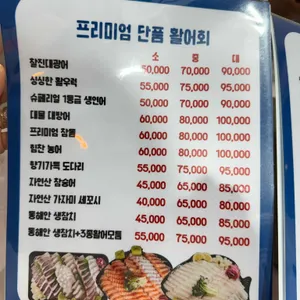 프리미엄 단품 활어회
소 중 대
찰진대광어 50,000 70,000 90,000
싱싱한 활우럭 55,000 75,000 95,000
슈페리얼 1등급 생연어 50,000 70,000 90,000
대물 대방어 60,000 80,000 100,000
프리미엄 참돔 60,000 80,000 100,000
힘찬 농어 60,000 80,000 100,000
향기가득 도다리 55,000 75,000 95,000
자연산 참숭어 45,000 65,000 85,000
자연산 가자미 세꼬시 40,000 60,000 80,000
동해안 생참치 45,000 65,000 85,000
동해안 생참치+3종활어모듬 55,000 75,000 95,000